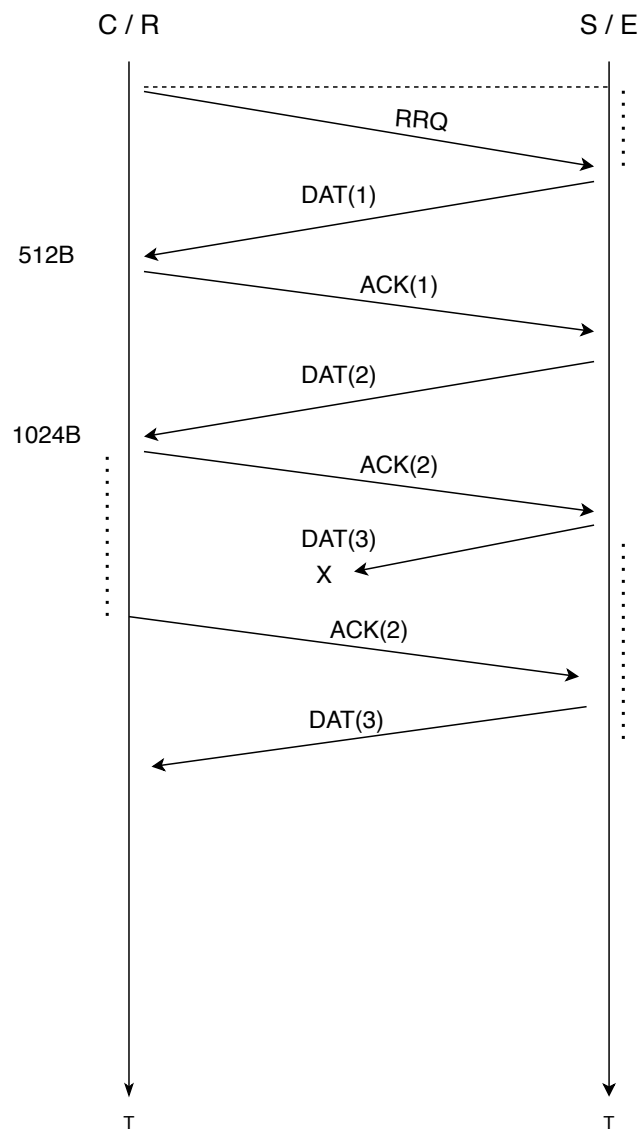 C / R
S / E
RRQ
DAT(1)
512B
ACK(1)
DAT(2)
1024B
ACK(2)
DAT(3)
X
ACK(2)
DAT(3)
T
T